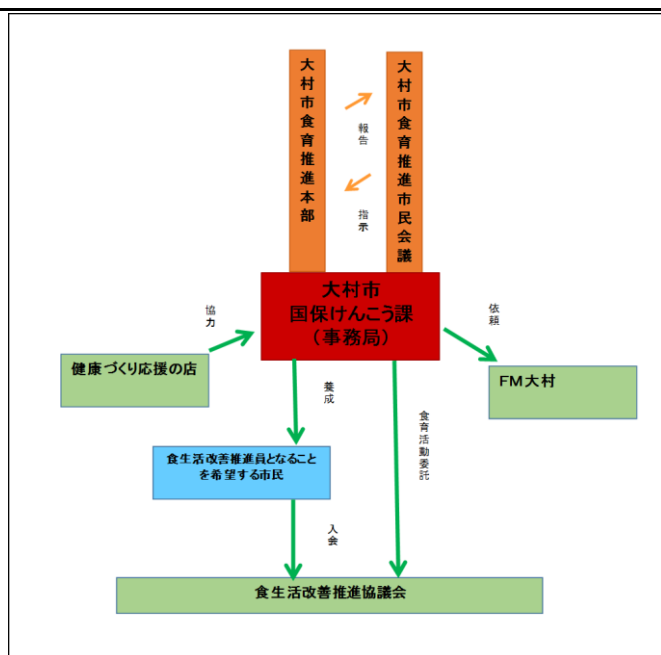 大村市食育推進本部
大村市食育推進市民会議
報告
指示
大村市
国保けんこう課
（事務局）
協力
依頼
健康づくり応援の店
FM大村
養成
食育活動委託
食生活改善推進員となること
を希望する市民
入会
食生活改善推進協議会